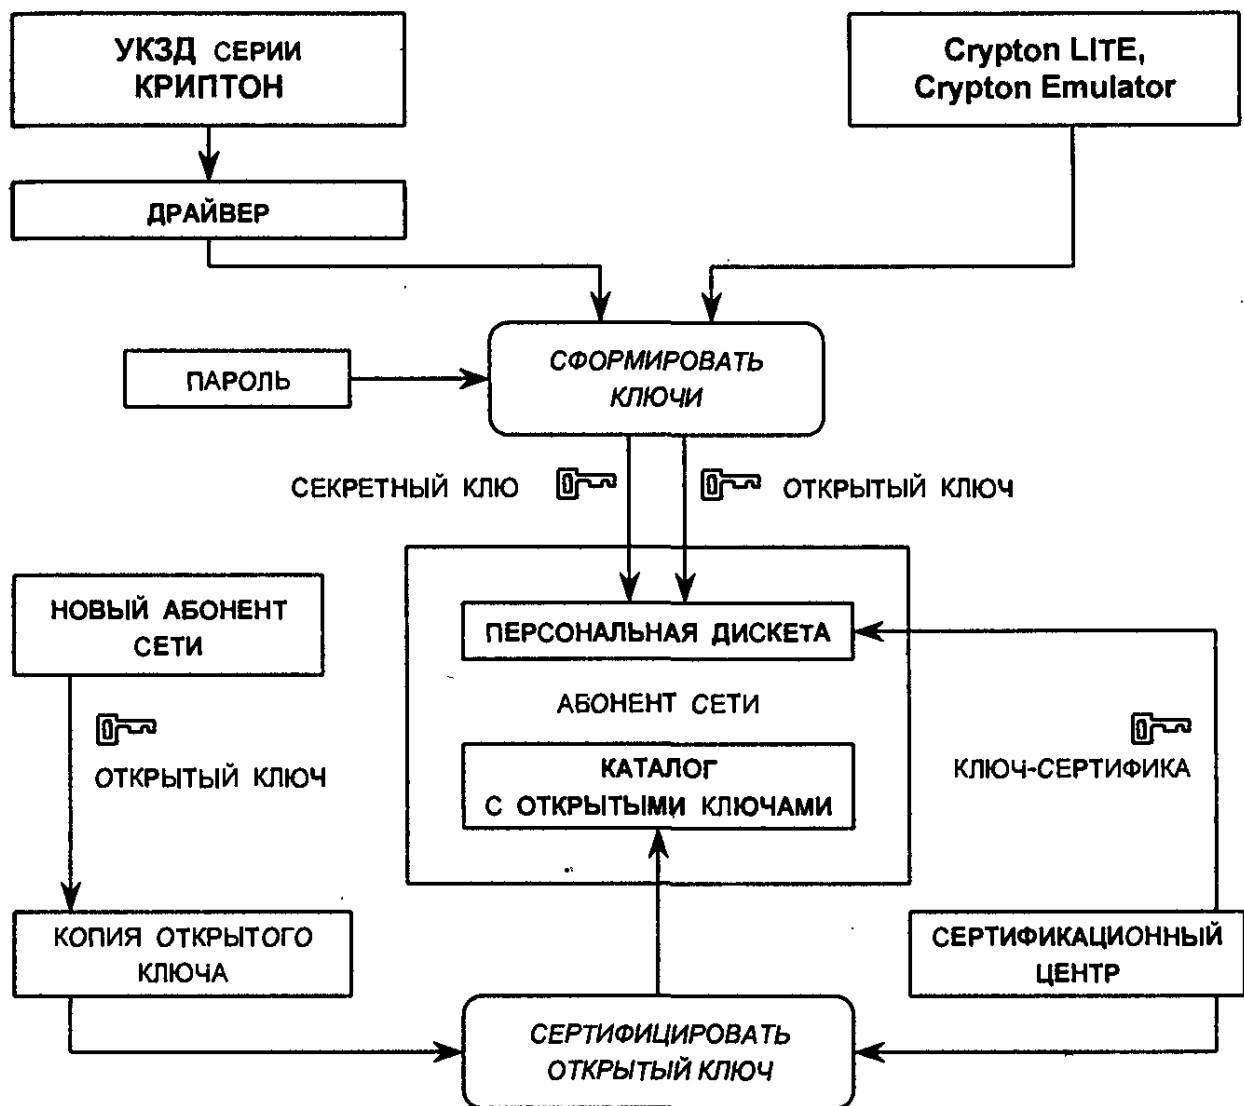 УКЗД СЕРИИ
КРИПТОН
Crypton LITE,
Crypton Emulator
ДРАЙВЕР
СФОРМИРОВАТЬ
КЛЮЧИ
ПАРОЛЬ
СЕКРЕТНЫЙ КЛЮ
ОТКРЫТЫЙ КЛЮЧ
НОВЫЙ АБОНЕНТ
СЕТИ
ПЕРСОНАЛЬНАЯ ДИСКЕТА
АБОНЕНТ СЕТИ
ОТКРЫТЫЙ КЛЮЧ
КАТАЛОГ
С ОТКРЫТЫМИ КЛЮЧАМИ
КЛЮЧ-СЕРТИФИКА
КОПИЯ ОТКРЫТОГО
КЛЮЧА
СЕРТИФИКАЦИОННЫЙ
ЦЕНТР
СЕРТИФИЦИРОВАТЬ
ОТКРЫТЫЙ КЛЮЧ